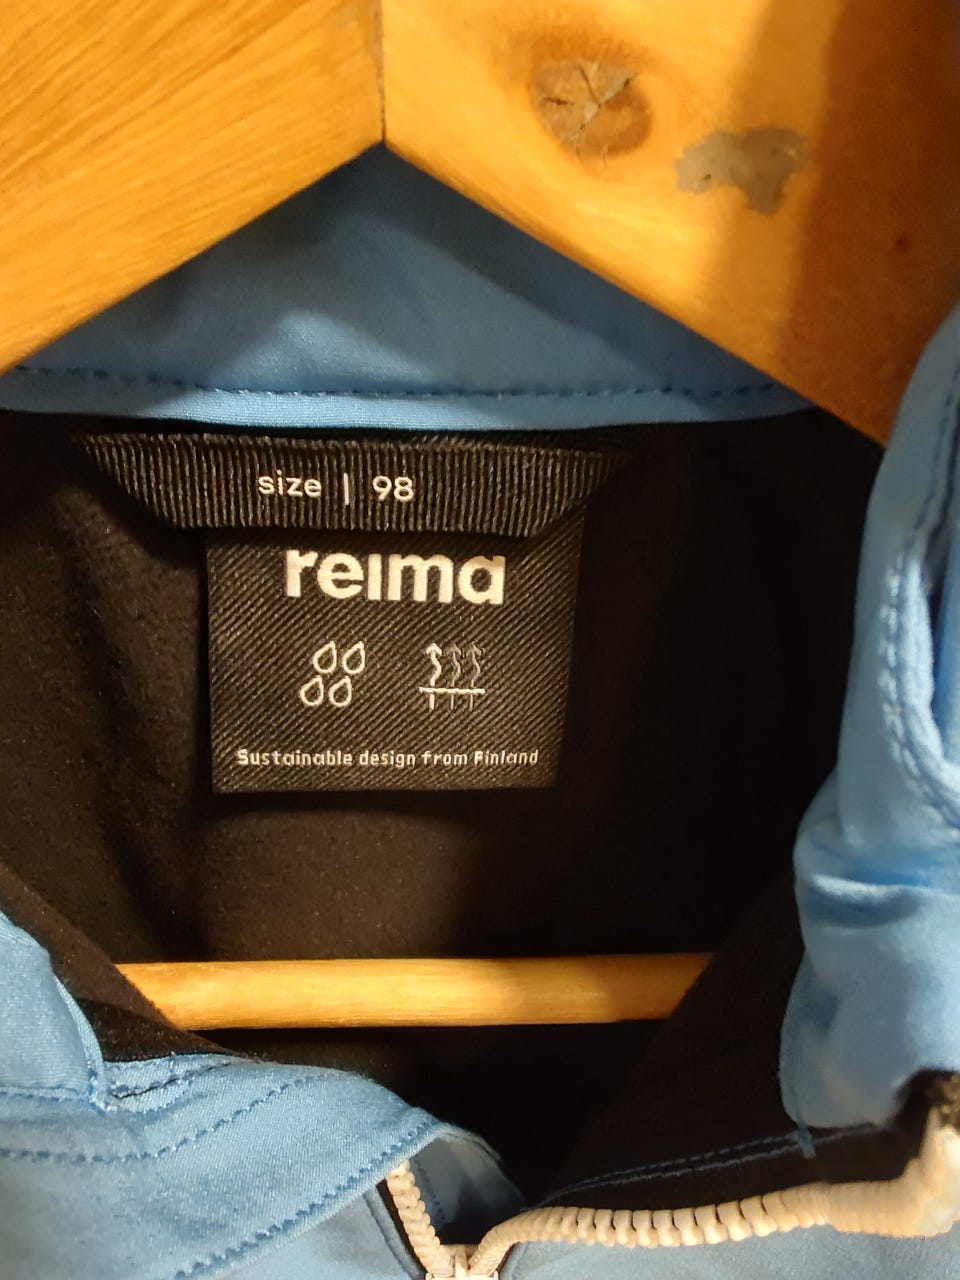 size | 98
reima
Sustainable design from Finland